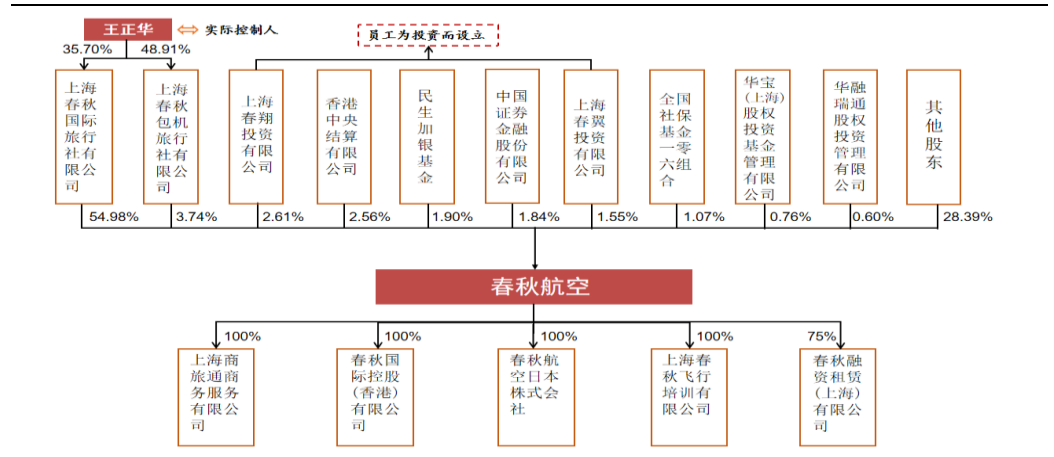 王正华
实际控制人
员工为投资而设立
35.70%
48.91%
上海
春秋
国际
旅行
社有
限公
司
上海
春秋
包机
旅行
社有
限公
司
上海
春翔
投资
有限
公司
香港
中央
结算
有限
公司
民
生
加
银
基
金
中国
证券
金融
股份
有限
公司
上海
春翼
投资
有限
公司
全国
社保
基金
一零
六组
合
华宝
(上海)
股权
投资
基金
管理
有限
公司
华融
瑞通
股权
投资
管理
有限
公司
其
他
股
东
54.98%
3.74%
2.61%
2.56%
1.90%
1.84%
1.55%
1.07%
0.76%
0.60%
28.39%
春秋航空
100%
100%
100%
100%
75%
上海商
旅通商
务服务
有限公
司
春秋国
际控股
(香港)
有限公
司
春秋航
空日本
株式会
社
上海春
秋飞行
培训有
限公司
春秋融
资租赁
(上海)
有限公
司